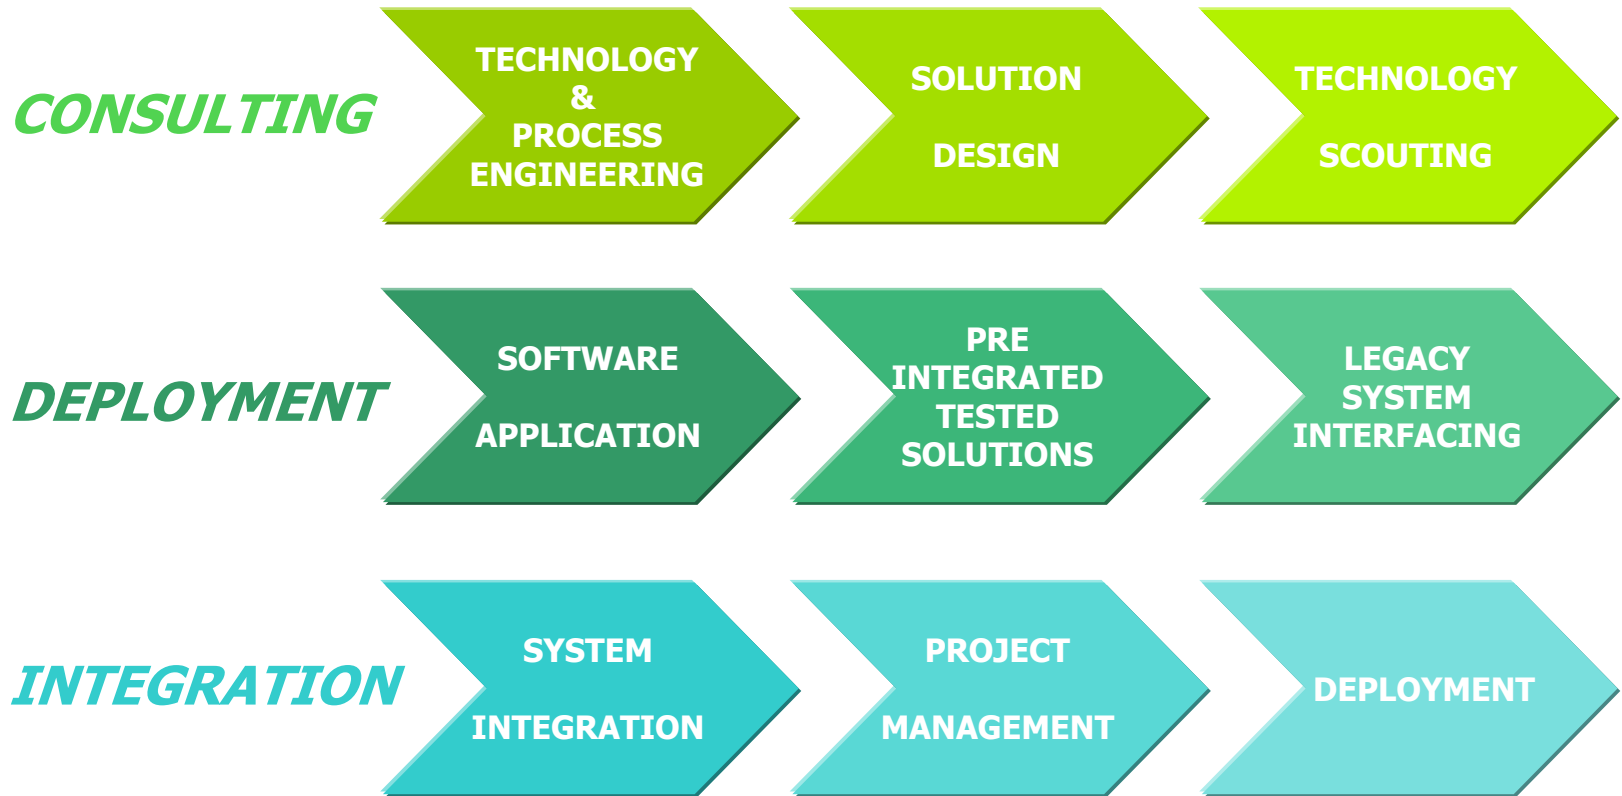 CONSULTING
TECHNOLOGY
&
PROCESS
ENGINEERING
SOLUTION
DESIGN
TECHNOLOGY
SCOUTING
DEPLOYMENT
SOFTWARE
APPLICATION
PRE
INTEGRATED
TESTED
SOLUTIONS
LEGACY
SYSTEM
INTERFACING
INTEGRATION
SYSTEM
INTEGRATION
PROJECT
MANAGEMENT
DEPLOYMENT